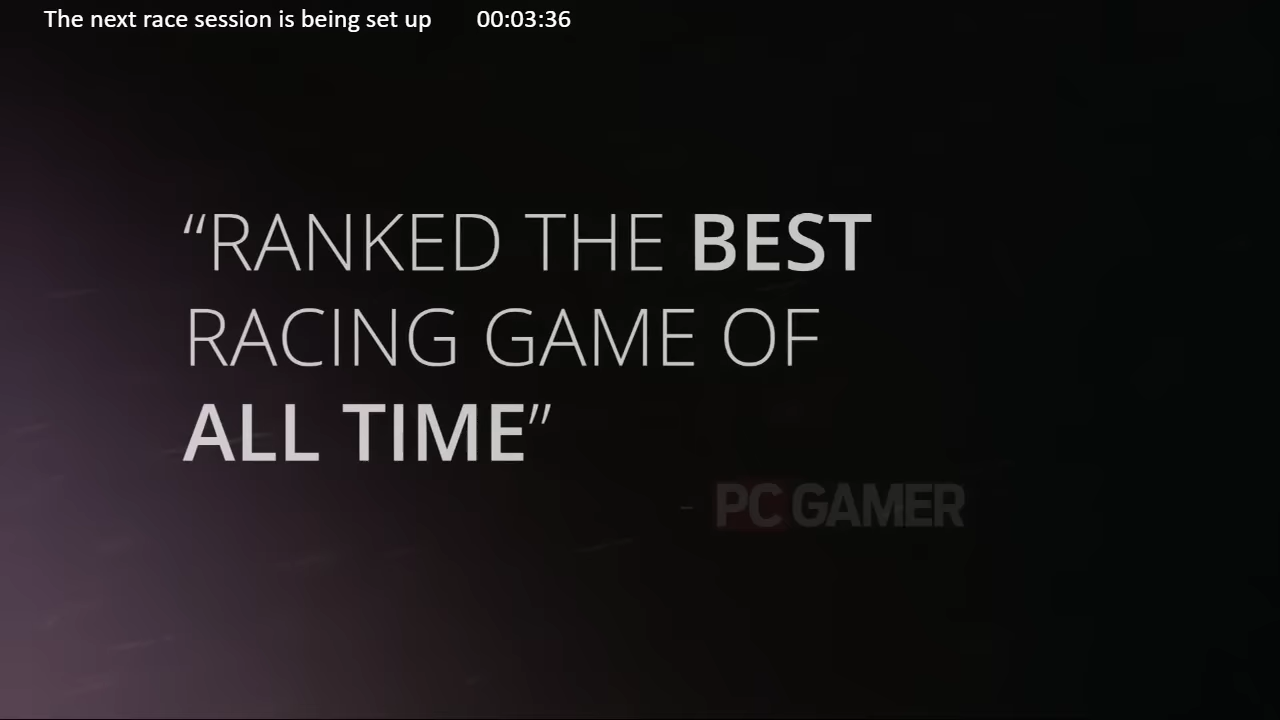 The next race session is being set up 00:03:36
“RANKED THE BEST
RACING GAME OF
ALL TIME”
- PC GAMER